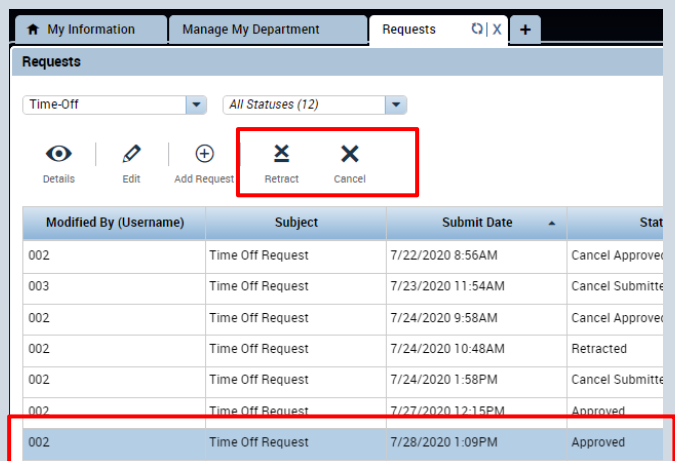 My Information Manage My Department Requests X +
Requests
Time-Off All Statuses (12)
Details Edit Add Request Retract Cancel
Modified By (Username) Subject Submit Date Stat
002 Time Off Request 7/22/2020 8:56AM Cancel Approved
003 Time Off Request 7/23/2020 11:54AM Cancel Submitte
002 Time Off Request 7/24/2020 9:58AM Cancel Approved
002 Time Off Request 7/24/2020 10:48AM Retracted
002 Time Off Request 7/24/2020 1:58PM Cancel Submitte
002 Time Off Request 7/27/2020 12:15PM Approved
002 Time Off Request 7/28/2020 1:09PM Approved